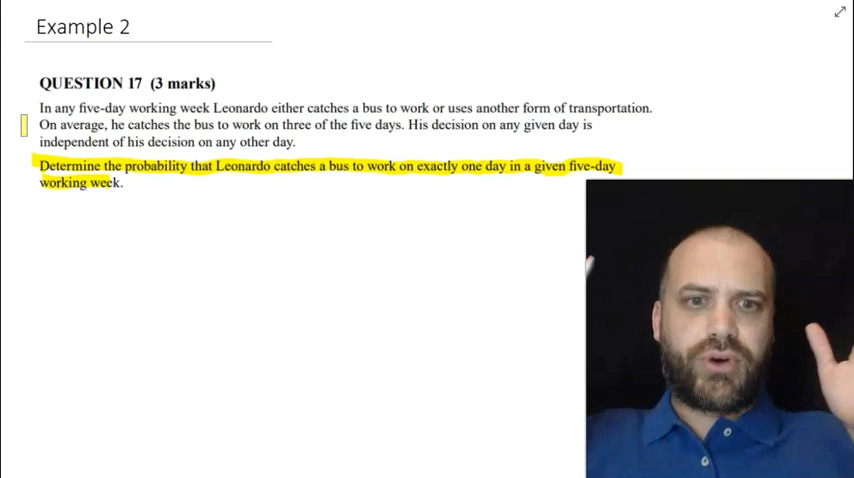 Example 2
QUESTION 17 (3 marks)
In any five-day working week Leonardo either catches a bus to work or uses another form of transportation.
On average, he catches the bus to work on three of the five days. His decision on any given day is
independent of his decision on any other day.
Determine the probability that Leonardo catches a bus to work on exactly one day in a given five-day
working week.